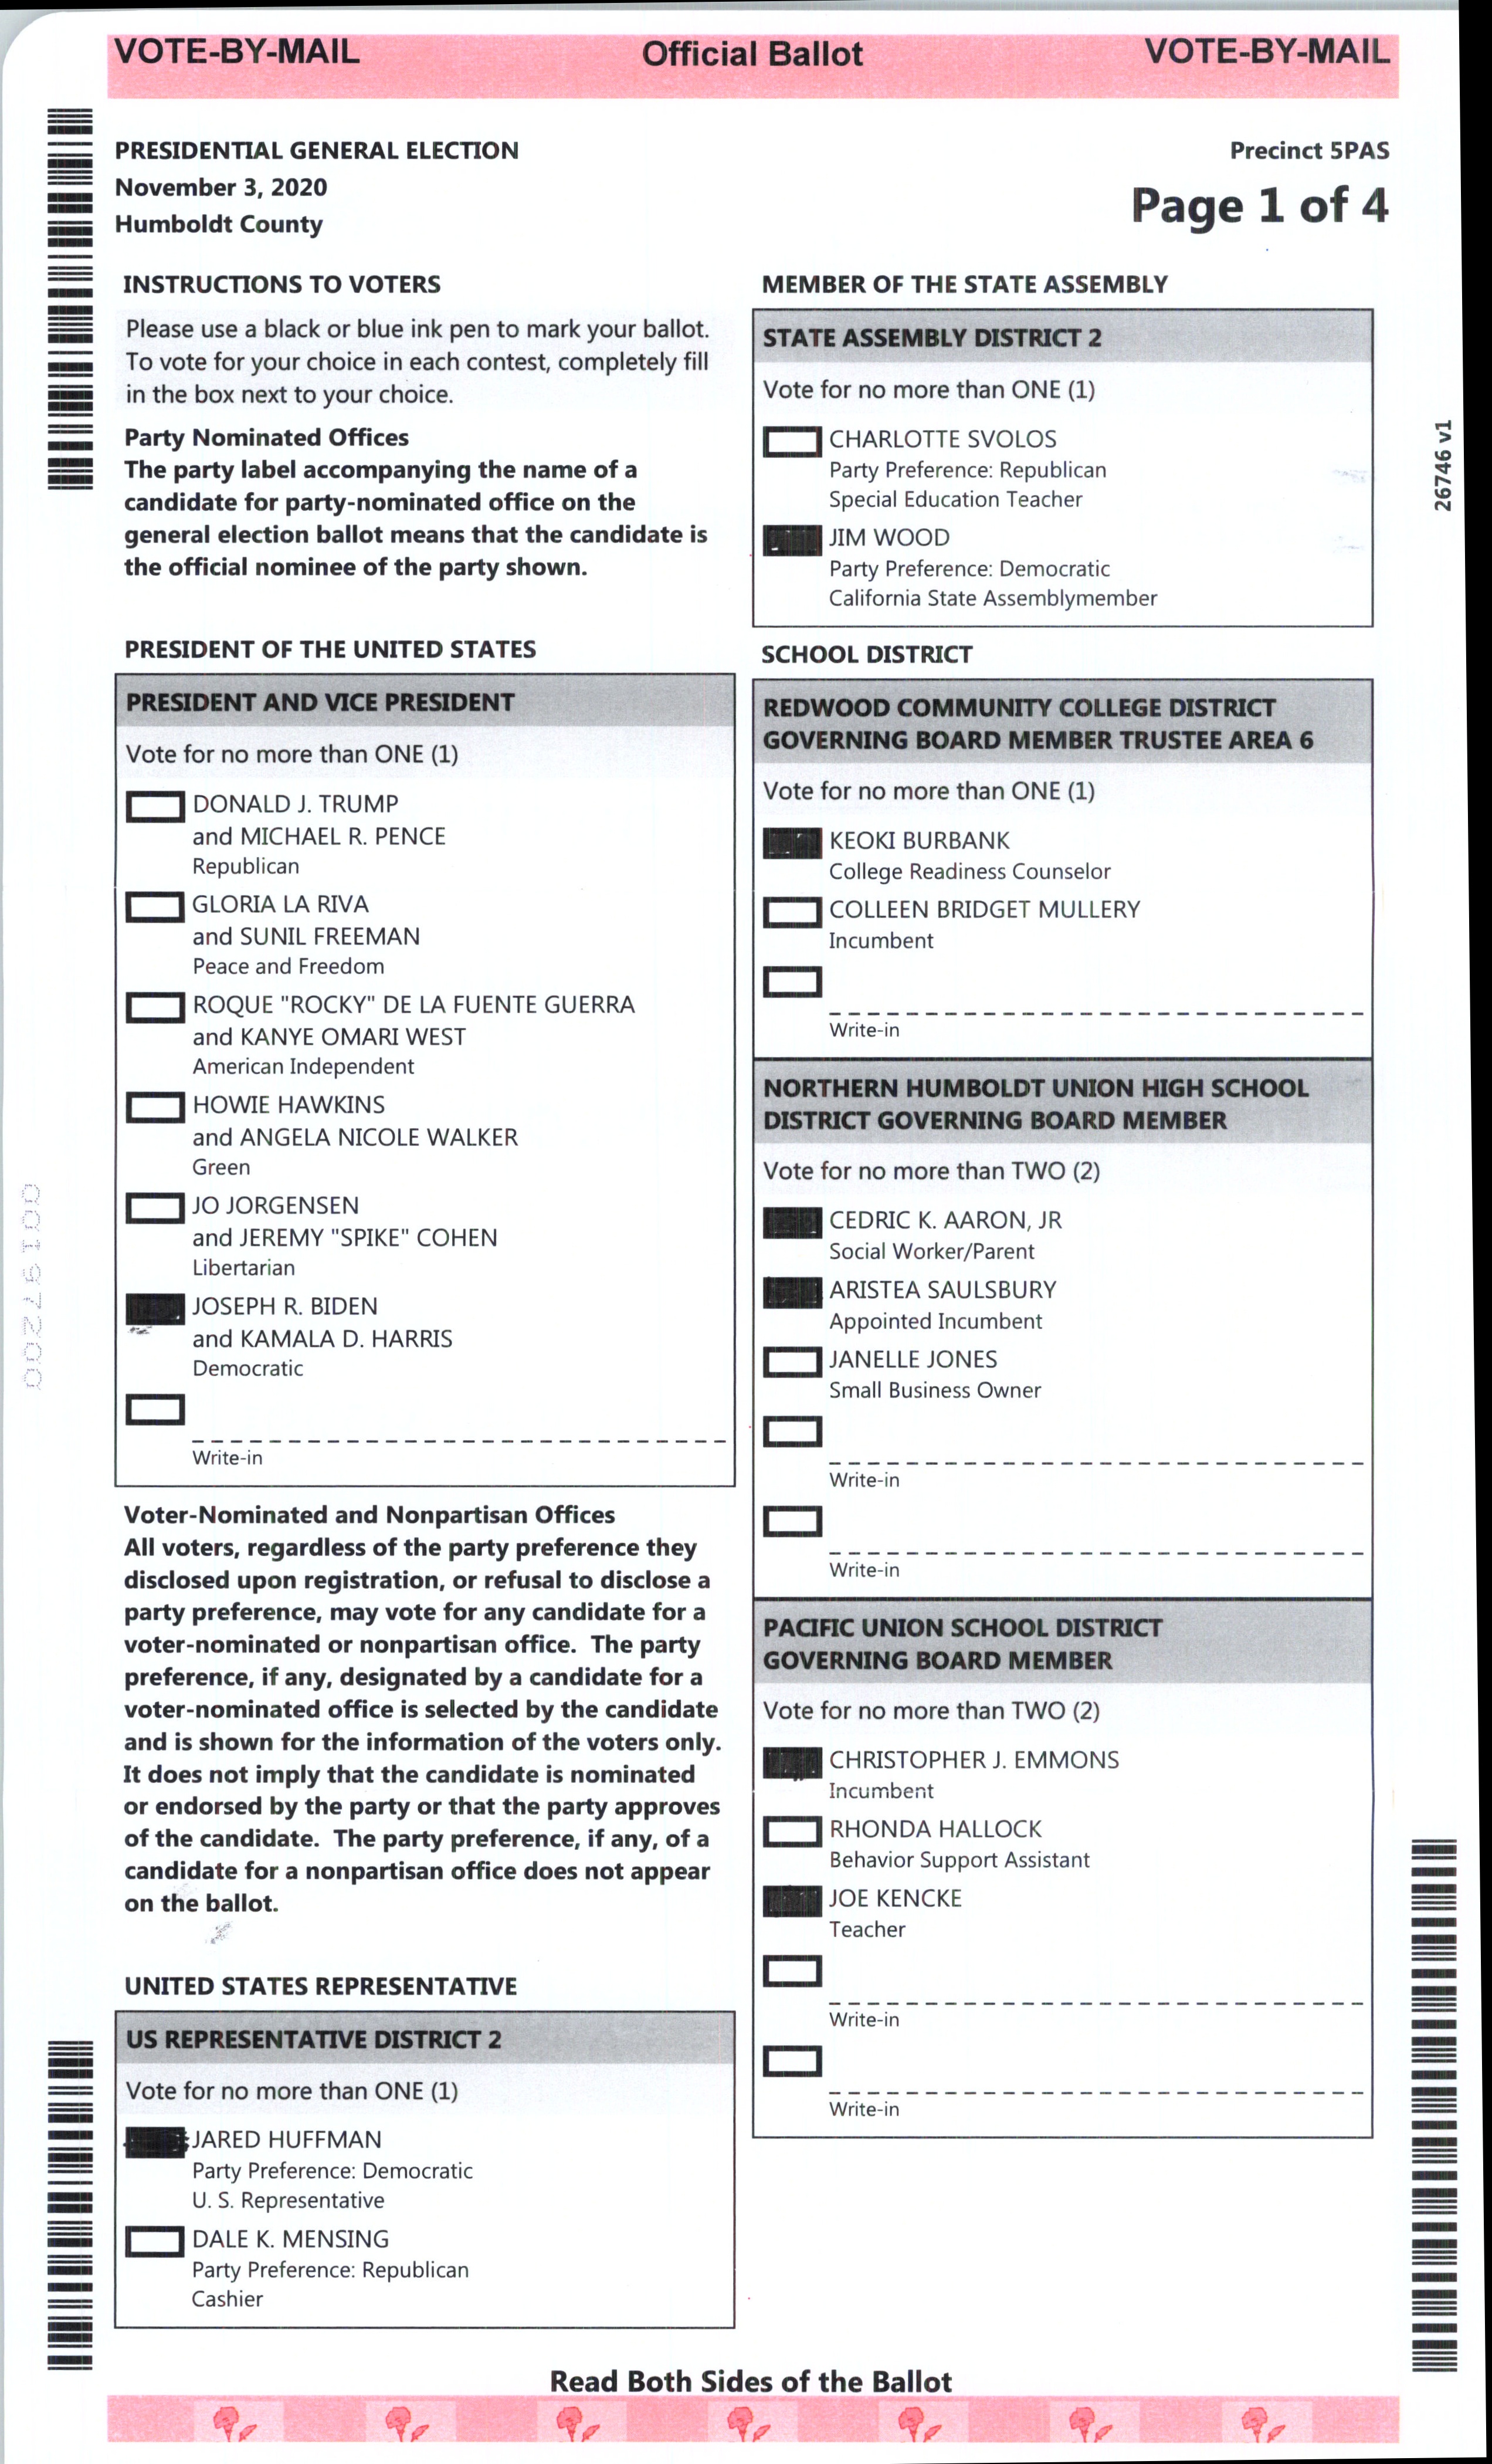 VOTE-BY-MAIL Official Ballot VOTE-BY-MAIL
PRESIDENTIAL GENERAL ELECTION
November 3, 2020
Humboldt County
Precinct 5PAS
Page 1 of 4
INSTRUCTIONS TO VOTERS
Please use a black or blue ink pen to mark your ballot.
To vote for your choice in each contest, completely fill
in the box next to your choice.
Party Nominated Offices
The party label accompanying the name of a
candidate for party-nominated office on the
general election ballot means that the candidate is
the official nominee of the party shown.
PRESIDENT OF THE UNITED STATES
PRESIDENT AND VICE PRESIDENT
Vote for no more than ONE (1)
DONALD J. TRUMP
and MICHAEL R. PENCE
Republican
GLORIA LA RIVA
and SUNIL FREEMAN
Peace and Freedom
ROQUE "ROCKY" DE LA FUENTE GUERRA
and KANYE OMARI WEST
American Independent
HOWIE HAWKINS
and ANGELA NICOLE WALKER
Green
JO JORGENSEN
and JEREMY "SPIKE" COHEN
Libertarian
JOSEPH R. BIDEN
and KAMALA D. HARRIS
Democratic
Write-in
Voter-Nominated and Nonpartisan Offices
All voters, regardless of the party preference they
disclosed upon registration, or refusal to disclose a
party preference, may vote for any candidate for a
voter-nominated or nonpartisan office. The party
preference, if any, designated by a candidate for a
voter-nominated office is selected by the candidate
and is shown for the information of the voters only.
It does not imply that the candidate is nominated
or endorsed by the party or that the party approves
of the candidate. The party preference, if any, of a
candidate for a nonpartisan office does not appear
on the ballot.
UNITED STATES REPRESENTATIVE
US REPRESENTATIVE DISTRICT 2
Vote for no more than ONE (1)
JARED HUFFMAN
Party Preference: Democratic
U. S. Representative
DALE K. MENSING
Party Preference: Republican
Cashier
MEMBER OF THE STATE ASSEMBLY
STATE ASSEMBLY DISTRICT 2
Vote for no more than ONE (1)
CHARLOTTE SVOLOS
Party Preference: Republican
Special Education Teacher
JIM WOOD
Party Preference: Democratic
California State Assemblymember
SCHOOL DISTRICT
REDWOOD COMMUNITY COLLEGE DISTRICT
GOVERNING BOARD MEMBER TRUSTEE AREA 6
Vote for no more than ONE (1)
KEOKI BURBANK
College Readiness Counselor
COLLEEN BRIDGET MULLERY
Incumbent
Write-in
NORTHERN HUMBOLDT UNION HIGH SCHOOL
DISTRICT GOVERNING BOARD MEMBER
Vote for no more than TWO (2)
CEDRIC K. AARON, JR
Social Worker/Parent
ARISTEA SAULSBURY
Appointed Incumbent
JANELLE JONES
Small Business Owner
Write-in
Write-in
PACIFIC UNION SCHOOL DISTRICT
GOVERNING BOARD MEMBER
Vote for no more than TWO (2)
CHRISTOPHER J. EMMONS
Incumbent
RHONDA HALLOCK
Behavior Support Assistant
JOE KENCKE
Teacher
Write-in
Write-in
26746 v1
Read Both Sides of the Ballot